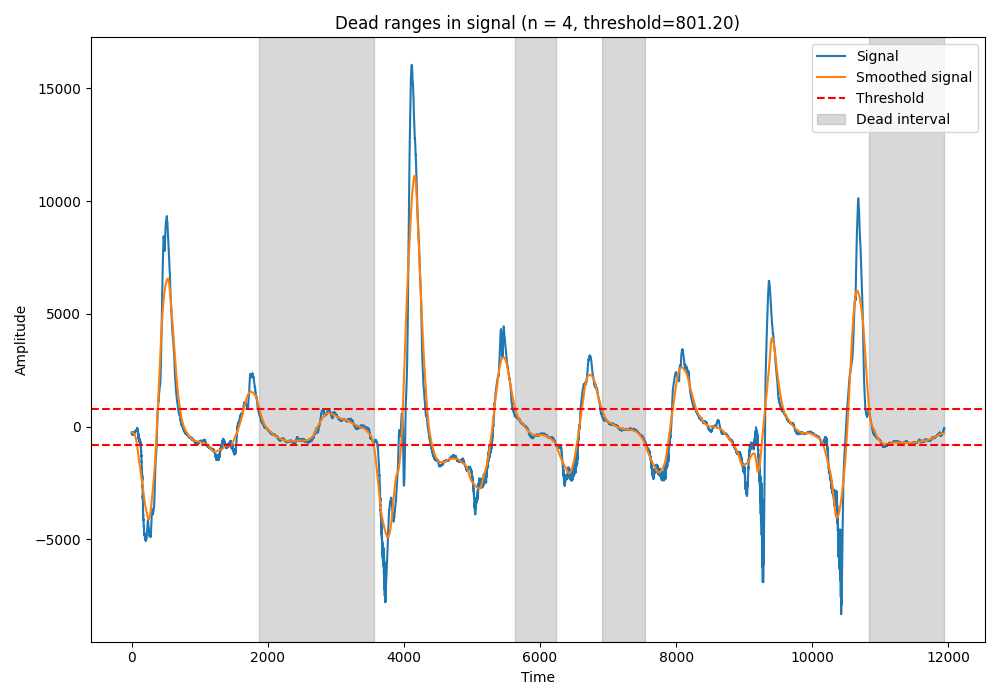 Dead ranges in signal (n = 4, threshold=801.20)
Signal
Smoothed signal
Threshold
Dead interval
Amplitude
15000
10000
5000
0
−5000
0
2000
4000
6000
8000
10000
12000
Time